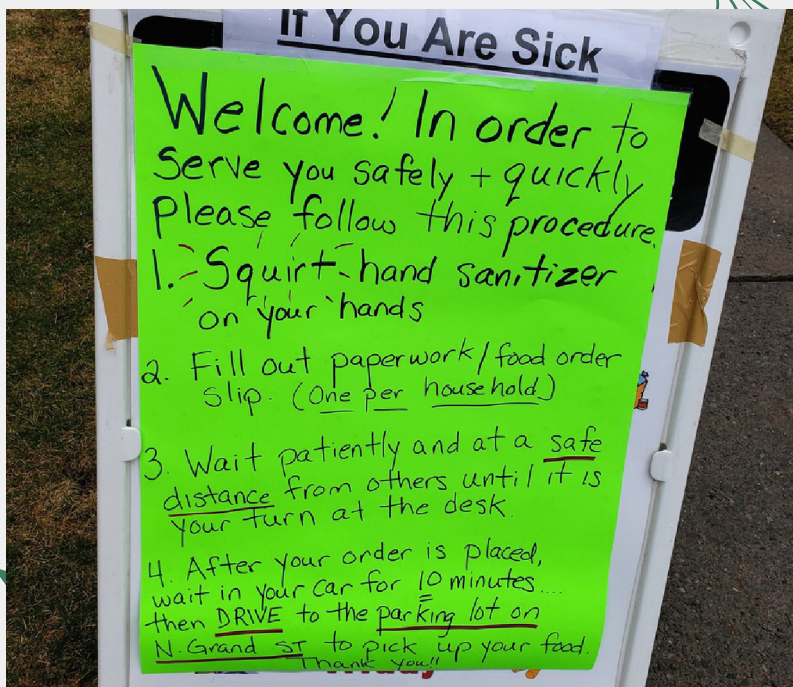 If You Are Sick
Welcome! In order to
serve you safely + quickly
Please follow this procedure.
1. Squirt hand sanitizer
on your hands
2. Fill out paperwork/food order
slip. (One per household)
3. Wait patiently and at a safe
distance from others until it is
your turn at the desk.
4. After your order is placed,
wait in your car for 10 minutes....
then DRIVE to the parking lot on
N. Grand ST to pick up your food.
Thank you!!